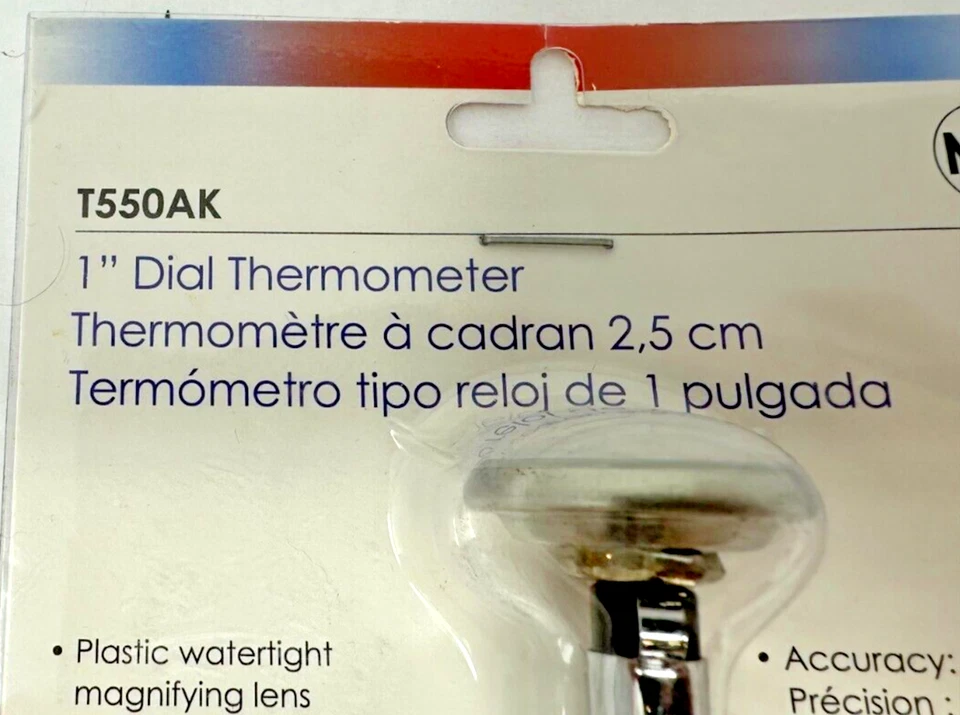 T550AK
1” Dial Thermometer
Thermomètre à cadran 2,5 cm
Termómetro tipo reloj de 1 pulgada
• Plastic watertight
magnifying lens
• Accuracy:
Précision :